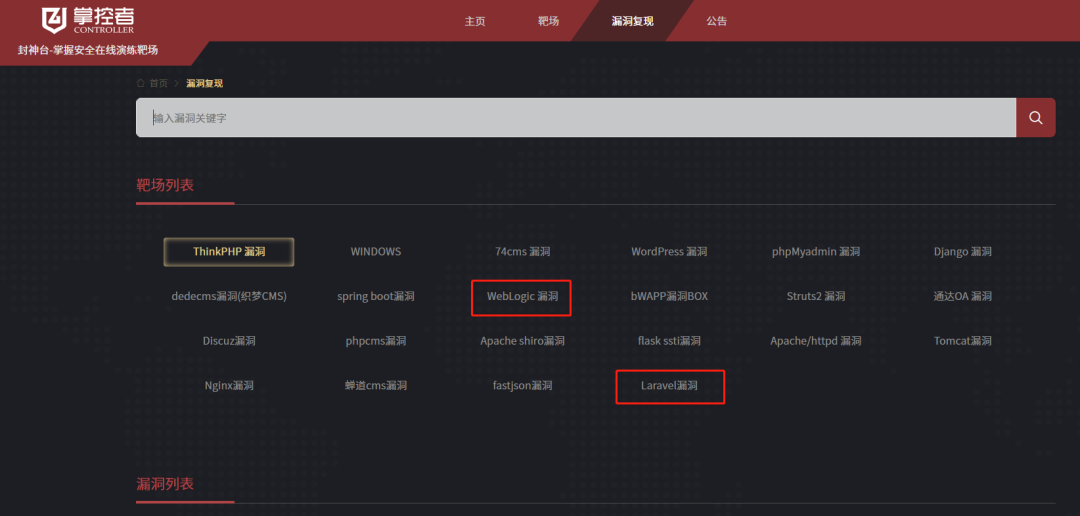 掌控者
CONTROLLER
主页 靶场 漏洞复现 公告
封神台-掌握安全在线演练靶场
首页 漏洞复现
输入漏洞关键字
靶场列表
ThinkPHP 漏洞 WINDOWS 74cms 漏洞 WordPress 漏洞 phpMyadmin 漏洞 Django 漏洞
dedecms漏洞(织梦CMS) spring boot漏洞 WebLogic 漏洞 bWAPP漏洞BOX Struts2 漏洞 通达OA 漏洞
Discuz漏洞 phpcms漏洞 Apache shiro漏洞 flask ssti漏洞 Apache/httpd 漏洞 Tomcat漏洞
Nginx漏洞 蝉道cms漏洞 fastjson漏洞 Laravel漏洞
漏洞列表